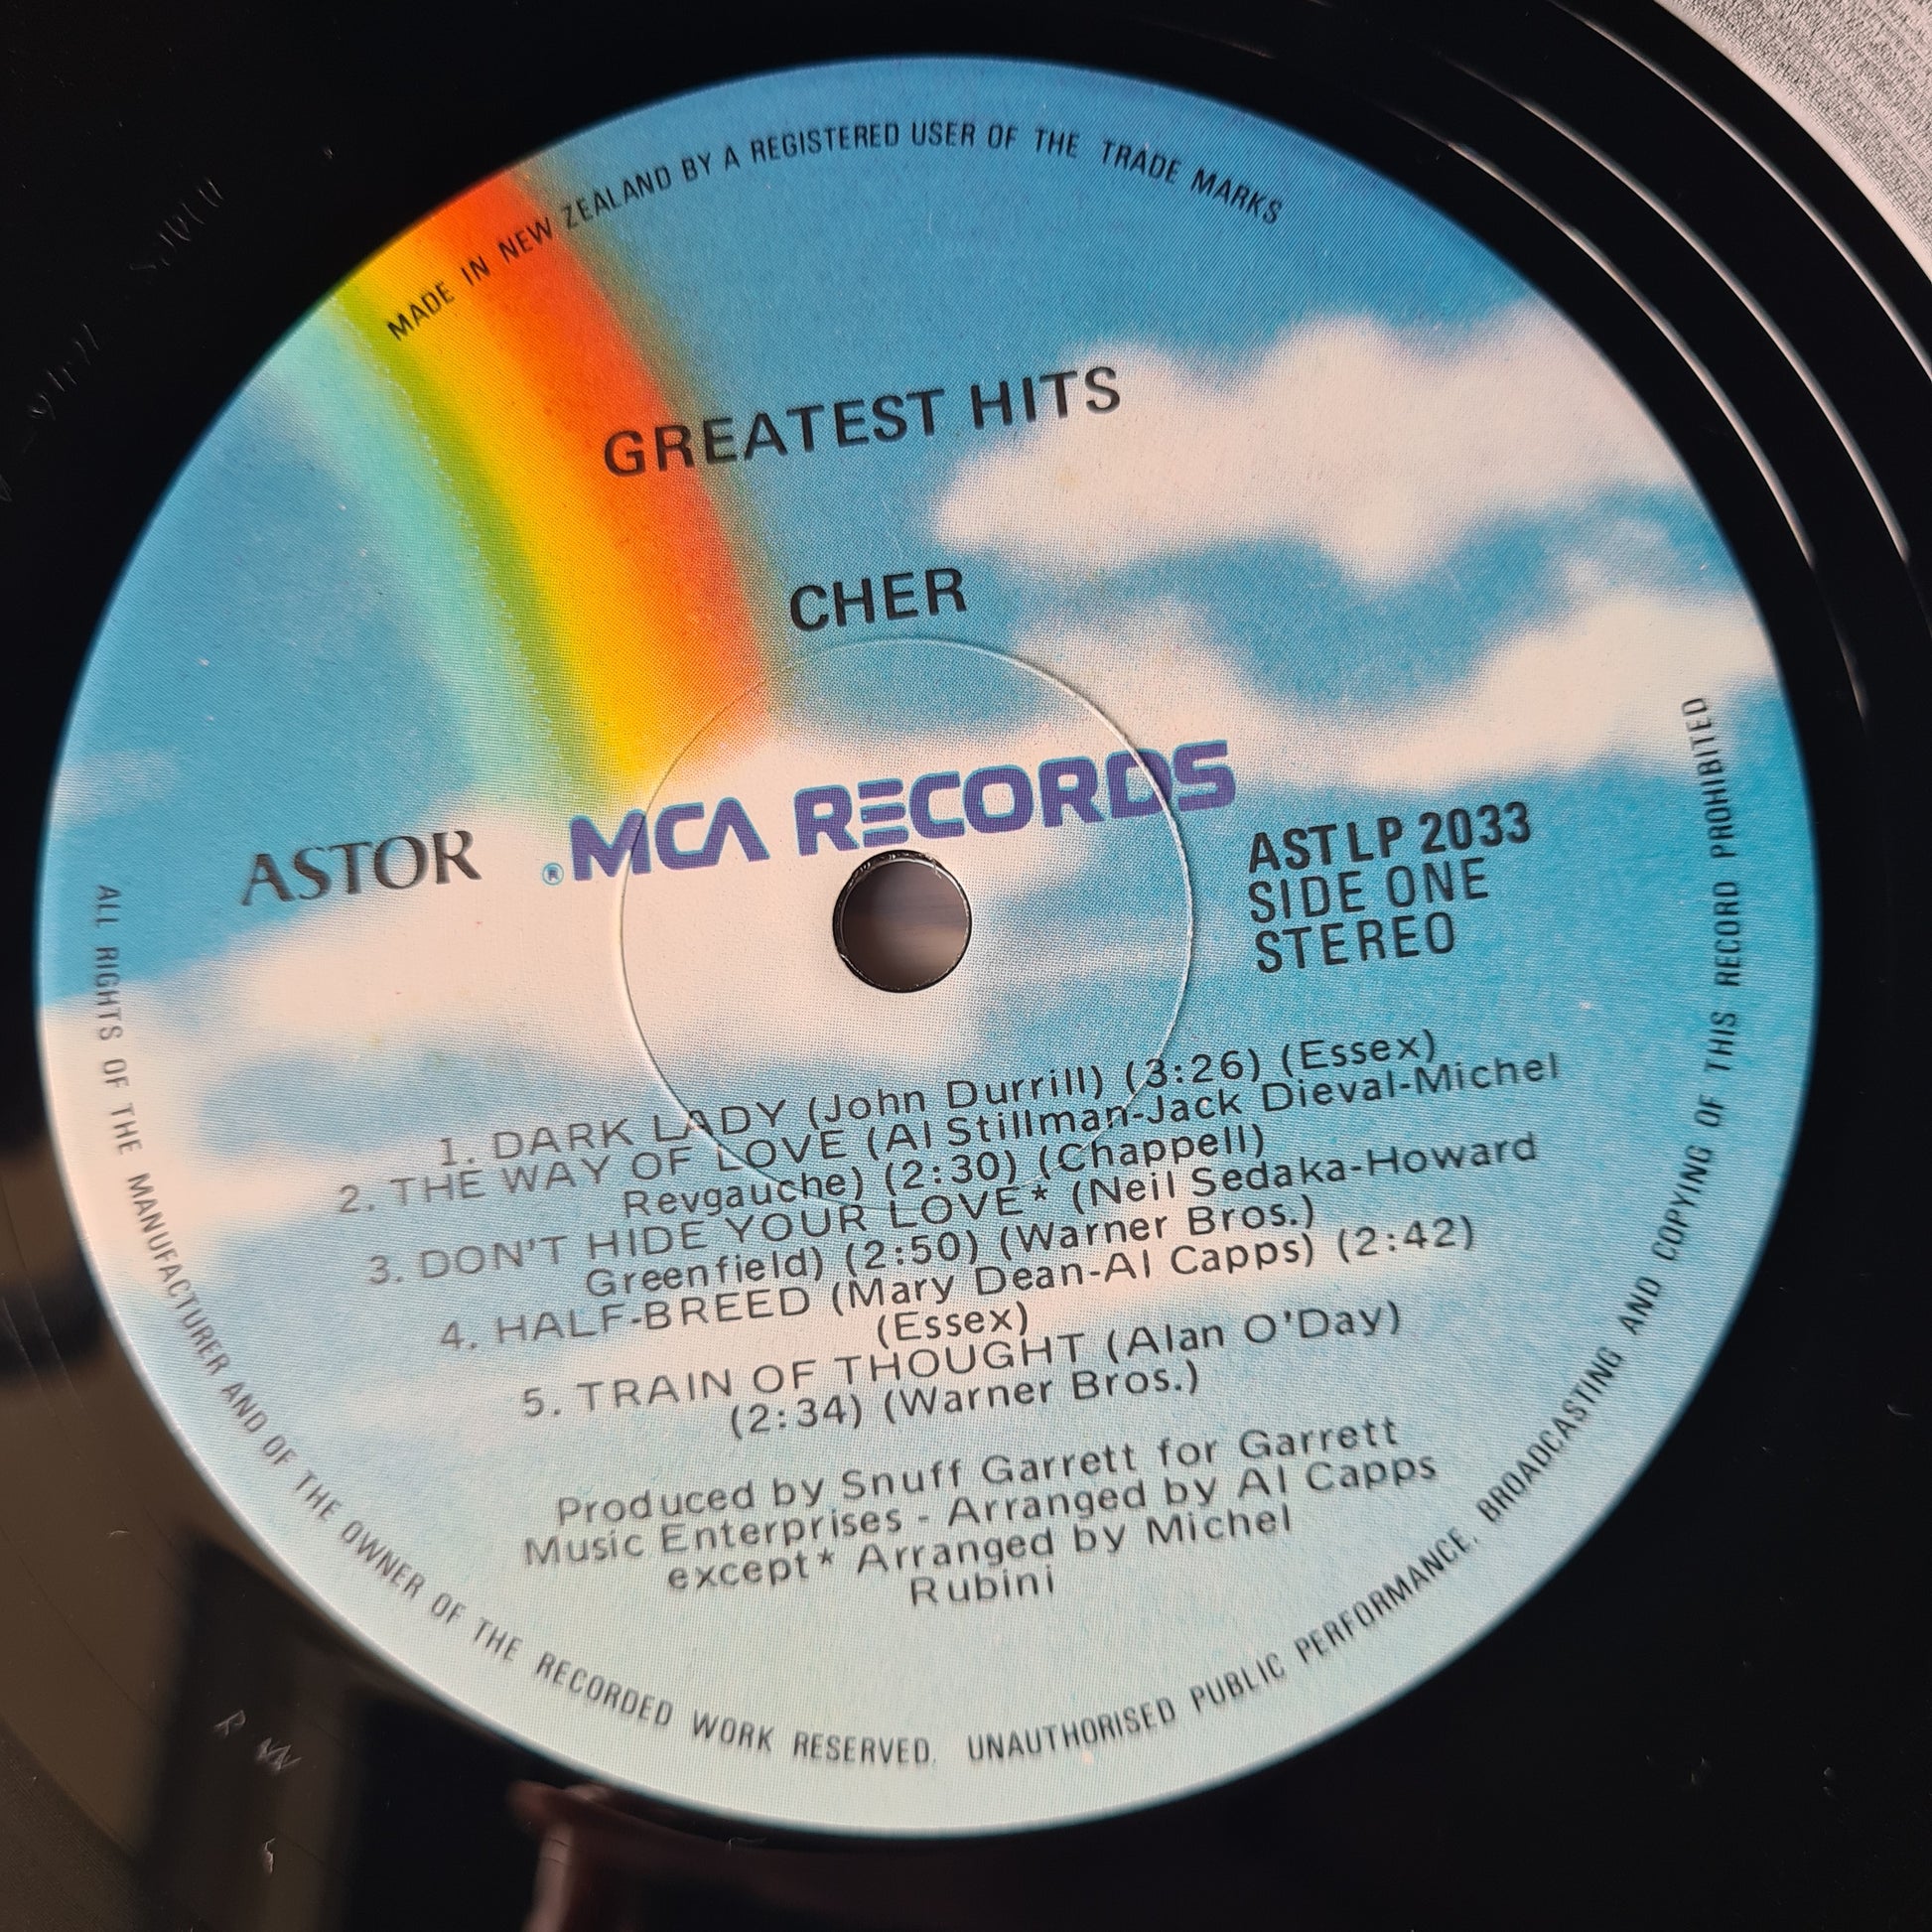 MADE IN NEW ZEALAND BY A REGISTERED USER OF THE TRADE MARKS
GREATEST HITS
CHER
ASTOR ® MCA RECORDS
ASTLP 2033
SIDE ONE
STEREO
1. DARK LADY (John Durrill) (3:26) (Essex)
2. THE WAY OF LOVE (Al Stillman-Jack Dieval-Michel
Revgauche) (2:30) (Chappell)
3. DON'T HIDE YOUR LOVE* (Neil Sedaka-Howard
Greenfield) (2:50) (Warner Bros.)
4. HALF-BREED (Mary Dean-Al Capps) (2:42)
(Essex)
5. TRAIN OF THOUGHT (Alan O'Day)
(2:34) (Warner Bros.)
Produced by Snuff Garrett for Garrett
Music Enterprises - Arranged by Al Capps
except* Arranged by Michel
Rubini
ALL RIGHTS OF THE MANUFACTURER AND OF THE OWNER OF THE RECORDED WORK RESERVED. UNAUTHORISED PUBLIC PERFORMANCE, BROADCASTING AND COPYING OF THIS RECORD PROHIBITED